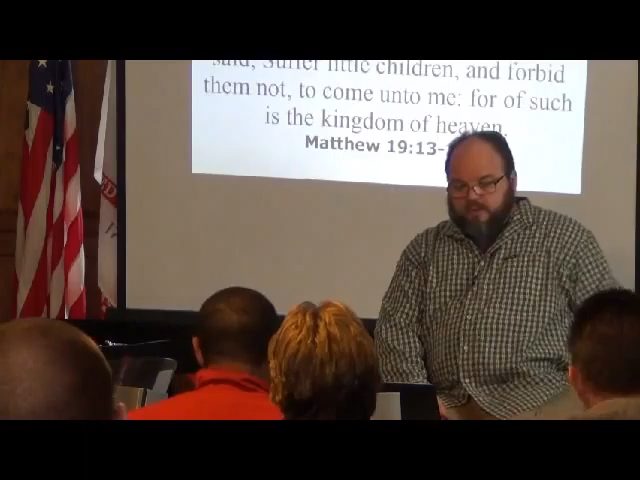 said, Suffer little children, and forbid
them not, to come unto me: for of such
is the kingdom of heaven.
Matthew 19:13-